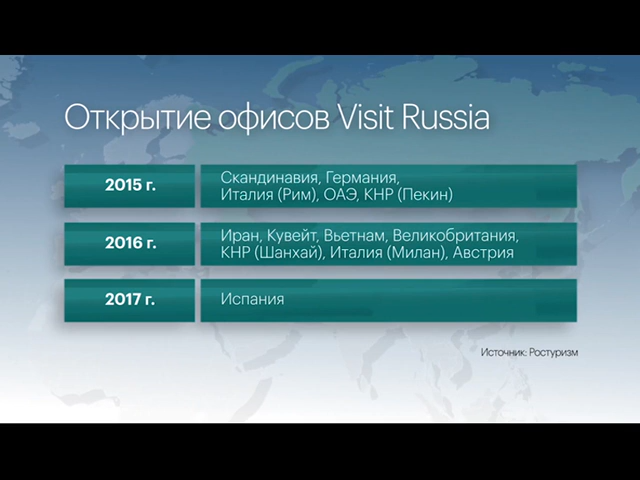 Открытие офисов Visit Russia
2015 г.
Скандинавия, Германия,
Италия (Рим), ОАЭ, КНР (Пекин)
2016 г.
Иран, Кувейт, Вьетнам, Великобритания,
КНР (Шанхай), Италия (Милан), Австрия
2017 г.
Испания
Источник: Ростуризм